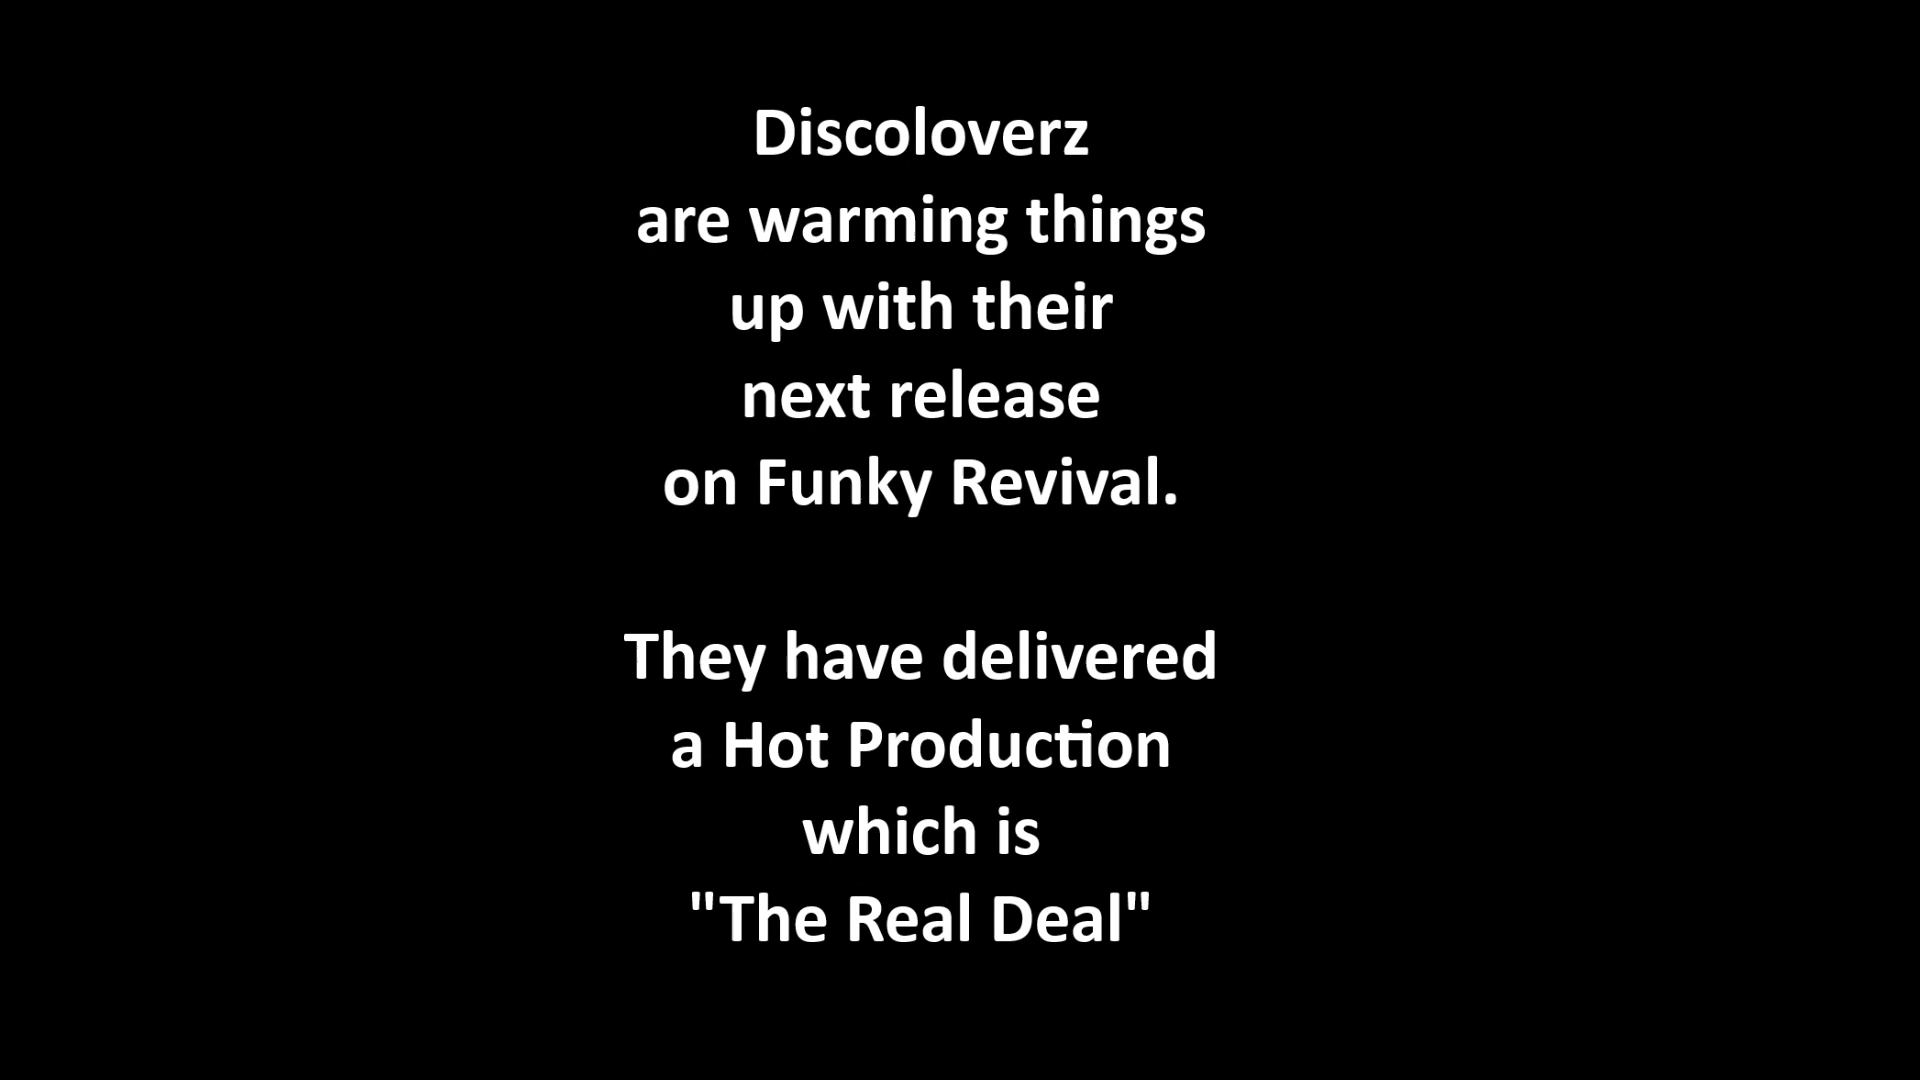 Discoloverz
are warming things
up with their
next release
on Funky Revival.
They have delivered
a Hot Production
which is
"The Real Deal"